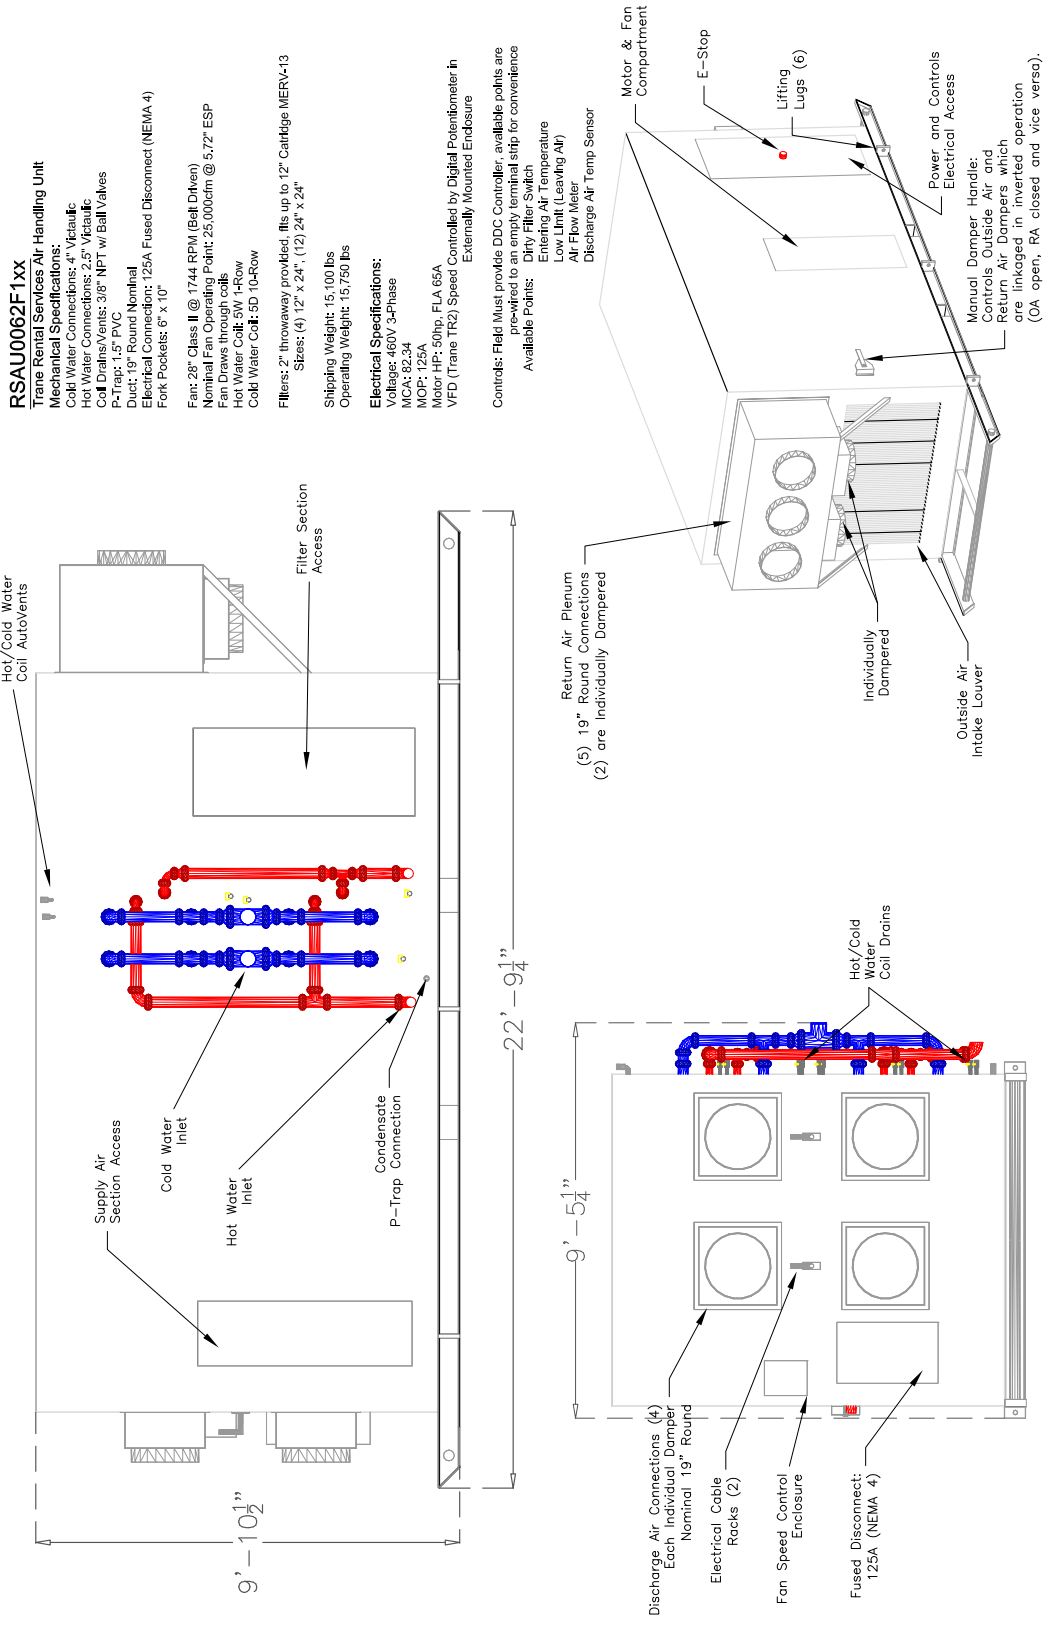 RSAU0062F1xx
Trane Rental Services Air Handling Unit
Mechanical Specifications:
Cold Water Connections: 4" Victaulic
Hot Water Connections: 2.5" Victaulic
Coil Drains/Vents: 3/8" NPT w/ Ball Valves
P-Trap: 1.5" PVC
Duct: 19" Round Nominal
Electrical Connection: 125A Fused Disconnect (NEMA 4)
Fork Pockets: 6" x 10"
Fan: 28" Class II @ 1744 RPM (Belt Driven)
Nominal Fan Operating Point: 25,000cfm @ 5.72" ESP
Fan Draws through coils
Hot Water Coil: 5W 1-Row
Cold Water Coil: 5D 10-Row
Filters: 2" throwaway provided, fits up to 12" Catridge MERV-13
Sizes: (4) 12" x 24", (12) 24" x 24"
Shipping Weight: 15,100 lbs
Operating Weight: 15,750 lbs
Electrical Specifications:
Voltage: 460V 3-Phase
MCA: 82.34
MOP: 125A
Motor HP: 50hp, FLA 65A
VFD (Trane TR2) Speed Controlled by Digital Potentiometer in
Externally Mounted Enclosure
Controls: Field Must provide DDC Controller, available points are
pre-wired to an empty terminal strip for convenience
Available Points: Dirty Filter Switch
Entering Air Temperature
Low Limit (Leaving Air)
Air Flow Meter
Discharge Air Temp Sensor
Hot/Cold Water
Coil AutoVents
Filter Section
Access
Supply Air
Section Access
Cold Water
Inlet
Hot Water
Inlet
Condensate
P-Trap Connection
22'-9 1/4"
9'-10 1/2"
Motor & Fan
Compartment
E-Stop
Lifting
Lugs (6)
Power and Controls
Electrical Access
Manual Damper Handle:
Controls Outside Air and
Return Air Dampers which
are linkaged in inverted operation
(OA open, RA closed and vice versa).
Return Air Plenum
(5) 19" Round Connections
(2) are Individually Dampered
Individually
Dampered
Outside Air
Intake Louver
Hot/Cold
Water
Coil Drains
9'-5 1/4"
Discharge Air Connections (4)
Each Individual Damper
Nominal 19" Round
Electrical Cable
Racks (2)
Fan Speed Control
Enclosure
Fused Disconnect:
125A (NEMA 4)